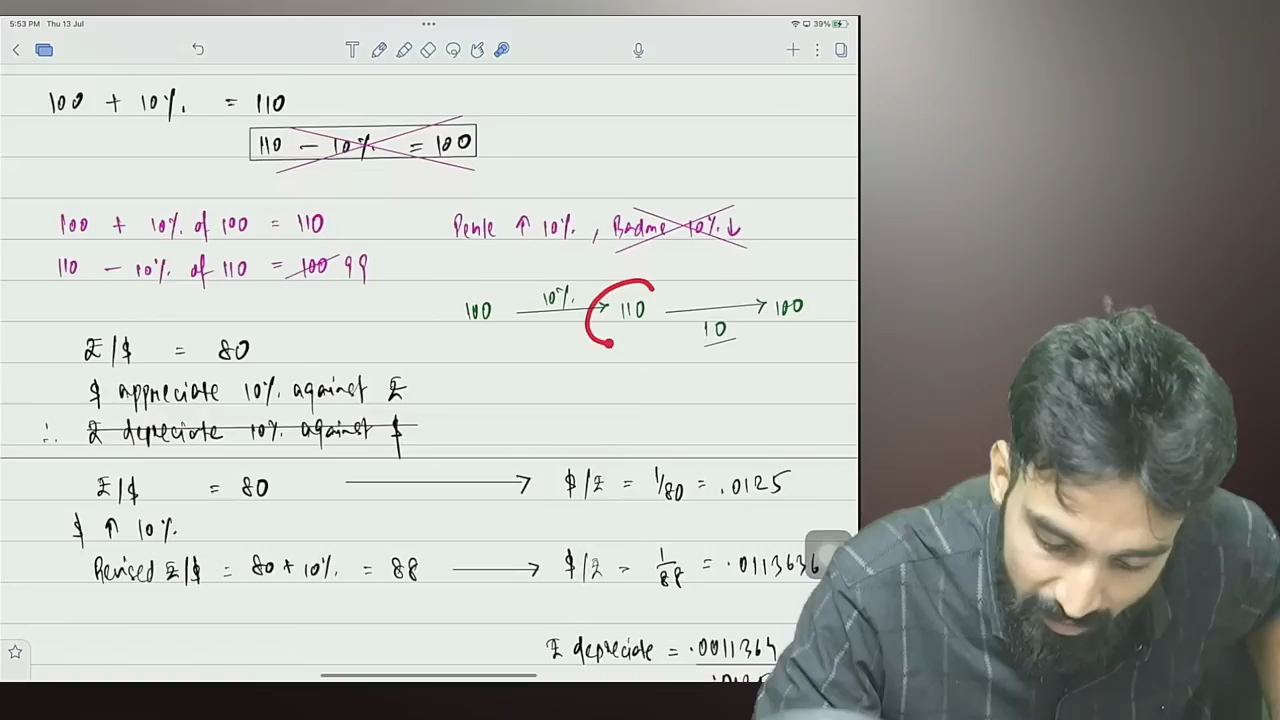 5:53 PM Thu 13 Jul
39%
100 + 10% = 110
110 – 10% = 100
100 + 10% of 100 = 110
110 – 10% of 110 = 100 99
Penle ↑ 10%, Badme 10% ↓
100 10% 110 10 100
₹/$ = 80
$ appreciate 10% against ₹
∴ ₹ depreciate 10% against $
₹/$ = 80 → $/₹ = 1/80 = .0125
$ ↑ 10%
Revised ₹/$ = 80 + 10% = 88 → $/₹ = 1/88 = .0113636
₹ depreciate = .0011364